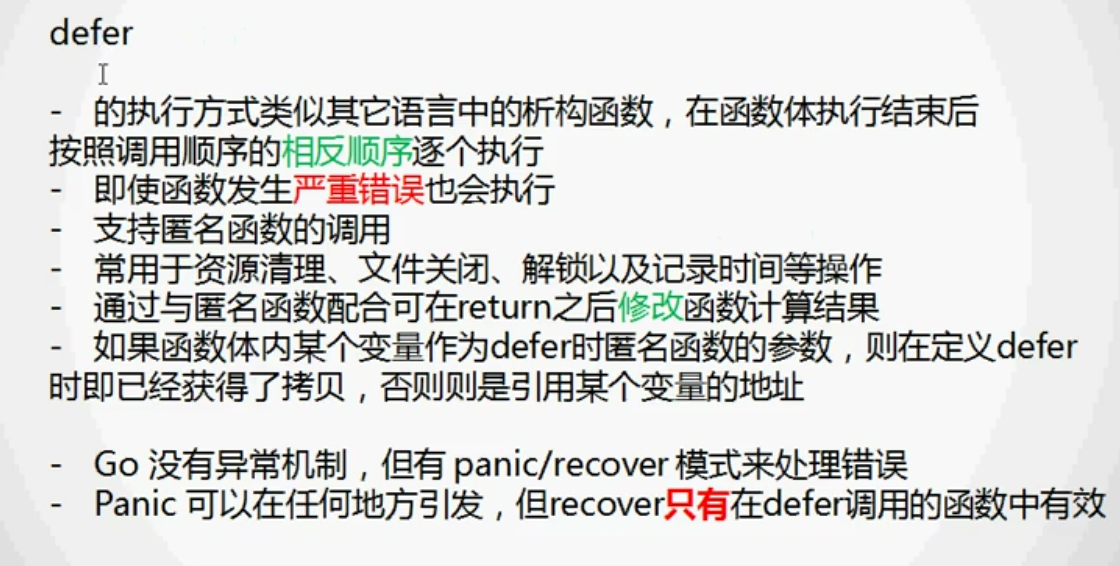 defer
- 的执行方式类似其它语言中的析构函数，在函数体执行结束后
按照调用顺序的相反顺序逐个执行
- 即使函数发生严重错误也会执行
- 支持匿名函数的调用
- 常用于资源清理、文件关闭、解锁以及记录时间等操作
- 通过与匿名函数配合可在return之后修改函数计算结果
- 如果函数体内某个变量作为defer时匿名函数的参数，则在定义defer
时即已经获得了拷贝，否则则是引用某个变量的地址
- Go 没有异常机制，但有 panic/recover 模式来处理错误
- Panic 可以在任何地方引发，但recover只有在defer调用的函数中有效